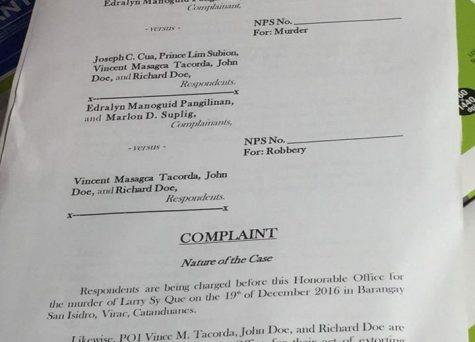 Edralyn Manoguid Pangilinan,
Complainant,
- versus -
NPS No.
For: Murder
Joseph C. Cua, Prince Lim Subion,
Vincent Masagca Tacorda, John
Doe, and Richard Doe,
Respondents.
x x
Edralyn Manoguid Pangilinan,
and Marlon D. Suplig,
Complainants,
- versus -
NPS No.
For: Robbery
Vincent Masagca Tacorda, John
Doe, and Richard Doe,
Respondents.
x x
COMPLAINT
Nature of the Case
Respondents are being charged before this Honorable Office for
the murder of Larry Sy Que on the 19th of December 2016 in Barangay
San Isidro, Virac, Catanduanes.
Likewise, PO1 Vince M. Tacorda, John Doe, and Richard Doe are
for their act of extorting